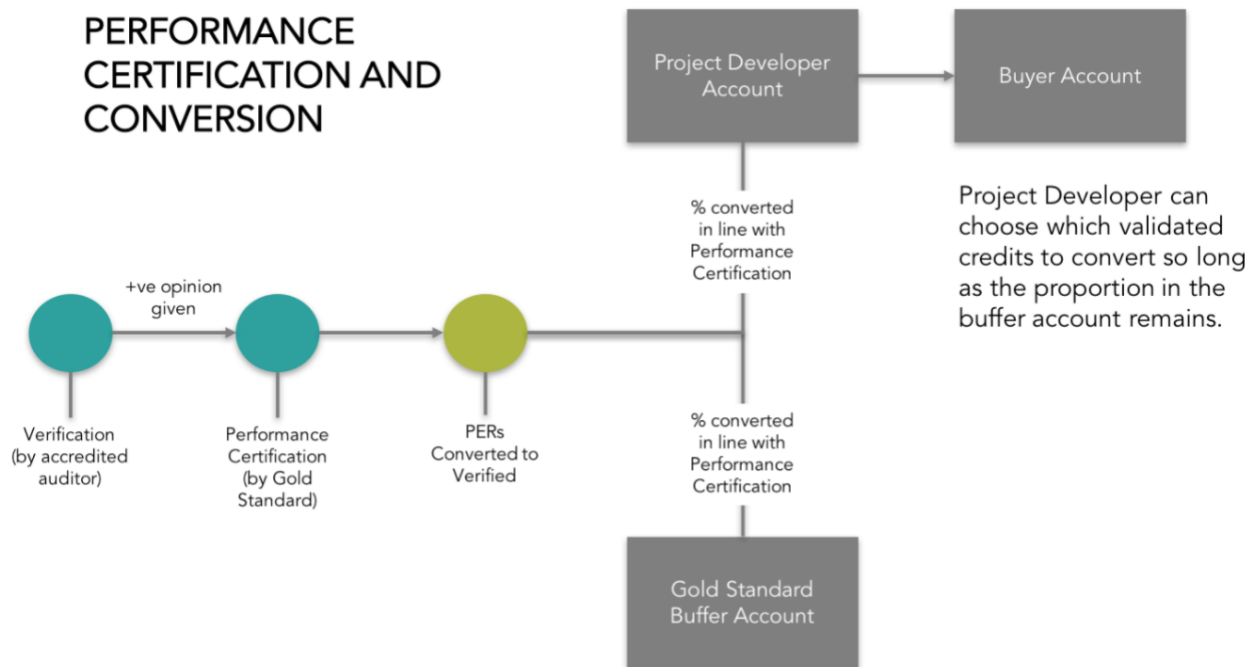 PERFORMANCE
CERTIFICATION AND
CONVERSION
Project Developer
Account
Buyer Account
% converted
in line with
Performance
Certification
Project Developer can
choose which validated
credits to convert so long
as the proportion in the
buffer account remains.
+ve opinion
given
Verification
(by accredited
auditor)
Performance
Certification
(by Gold
Standard)
PERs
Converted to
Verified
% converted
in line with
Performance
Certification
Gold Standard
Buffer Account